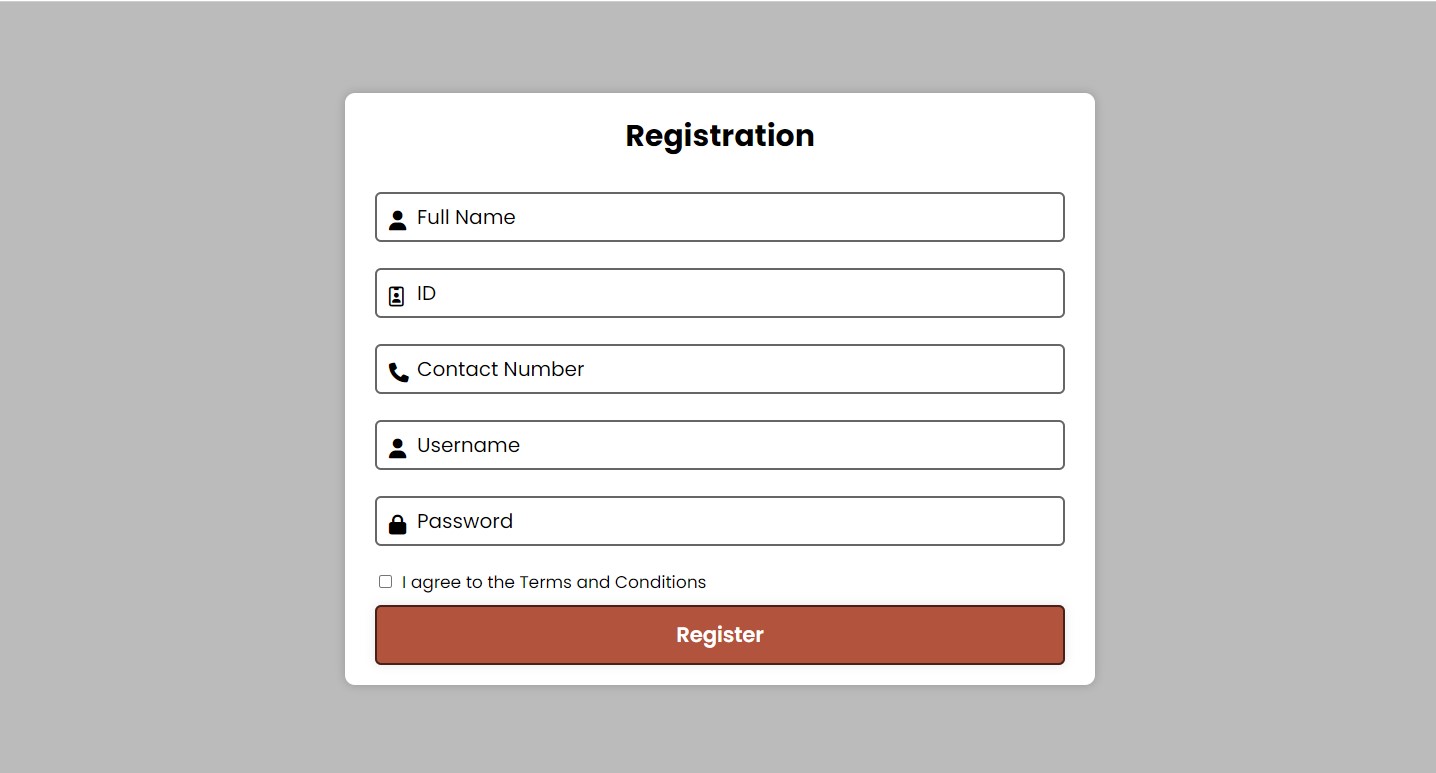 Registration
Full Name
ID
Contact Number
Username
Password
I agree to the Terms and Conditions
Register